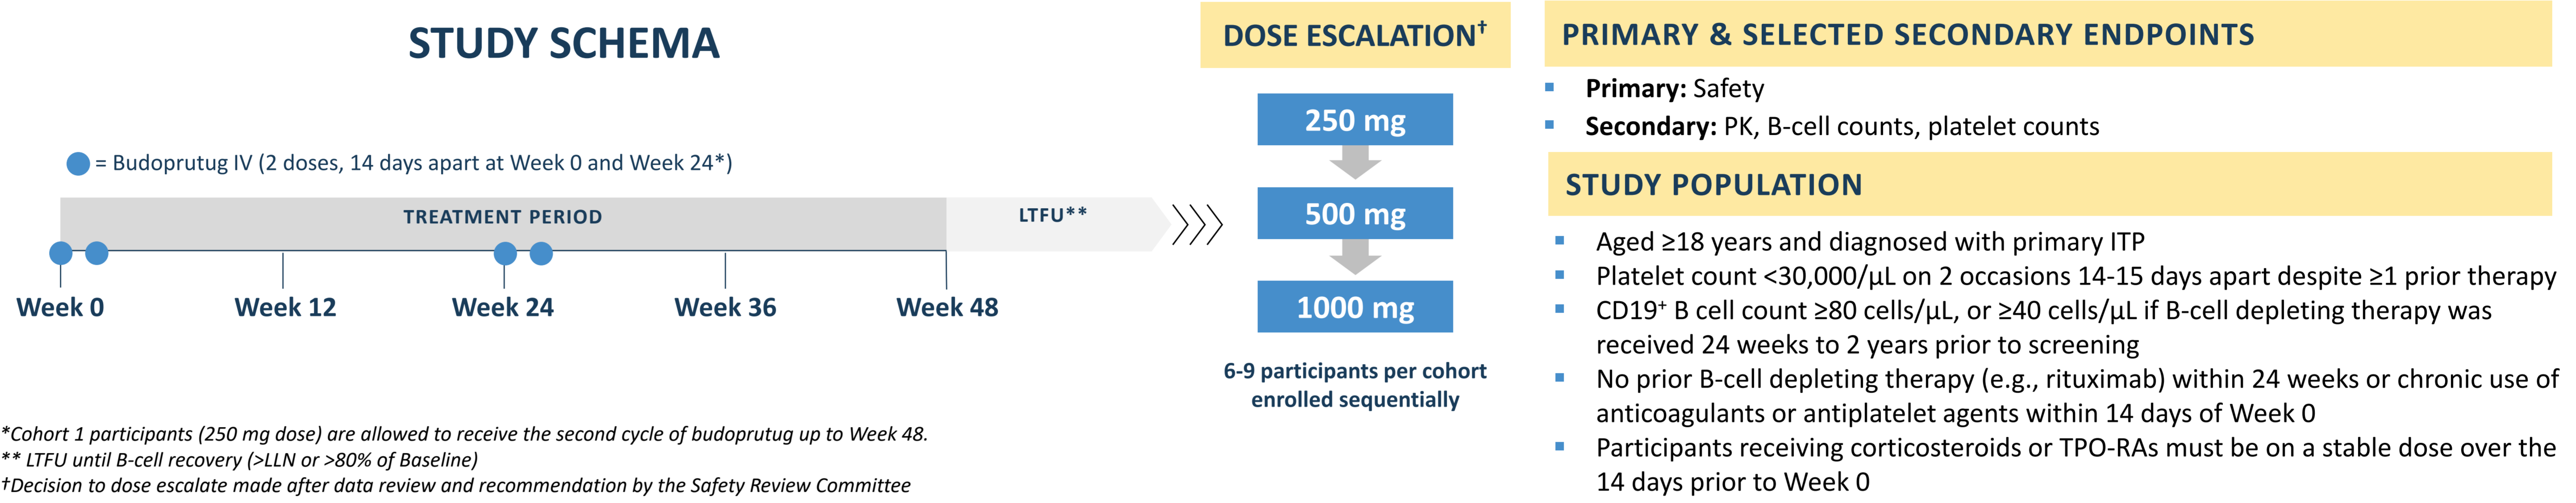 STUDY SCHEMA
= Budoprutug IV (2 doses, 14 days apart at Week 0 and Week 24*)
TREATMENT PERIOD
LTFU**
Week 0
Week 12
Week 24
Week 36
Week 48
*Cohort 1 participants (250 mg dose) are allowed to receive the second cycle of budoprutug up to Week 48.
** LTFU until B-cell recovery (>LLN or >80% of Baseline)
†Decision to dose escalate made after data review and recommendation by the Safety Review Committee
DOSE ESCALATION†
250 mg
500 mg
1000 mg
6-9 participants per cohort
enrolled sequentially
PRIMARY & SELECTED SECONDARY ENDPOINTS
▪ Primary: Safety
▪ Secondary: PK, B-cell counts, platelet counts
STUDY POPULATION
▪ Aged ≥18 years and diagnosed with primary ITP
▪ Platelet count <30,000/µL on 2 occasions 14-15 days apart despite ≥1 prior therapy
▪ CD19⁺ B cell count ≥80 cells/µL, or ≥40 cells/µL if B-cell depleting therapy was
received 24 weeks to 2 years prior to screening
▪ No prior B-cell depleting therapy (e.g., rituximab) within 24 weeks or chronic use of
anticoagulants or antiplatelet agents within 14 days of Week 0
▪ Participants receiving corticosteroids or TPO-RAs must be on a stable dose over the
14 days prior to Week 0